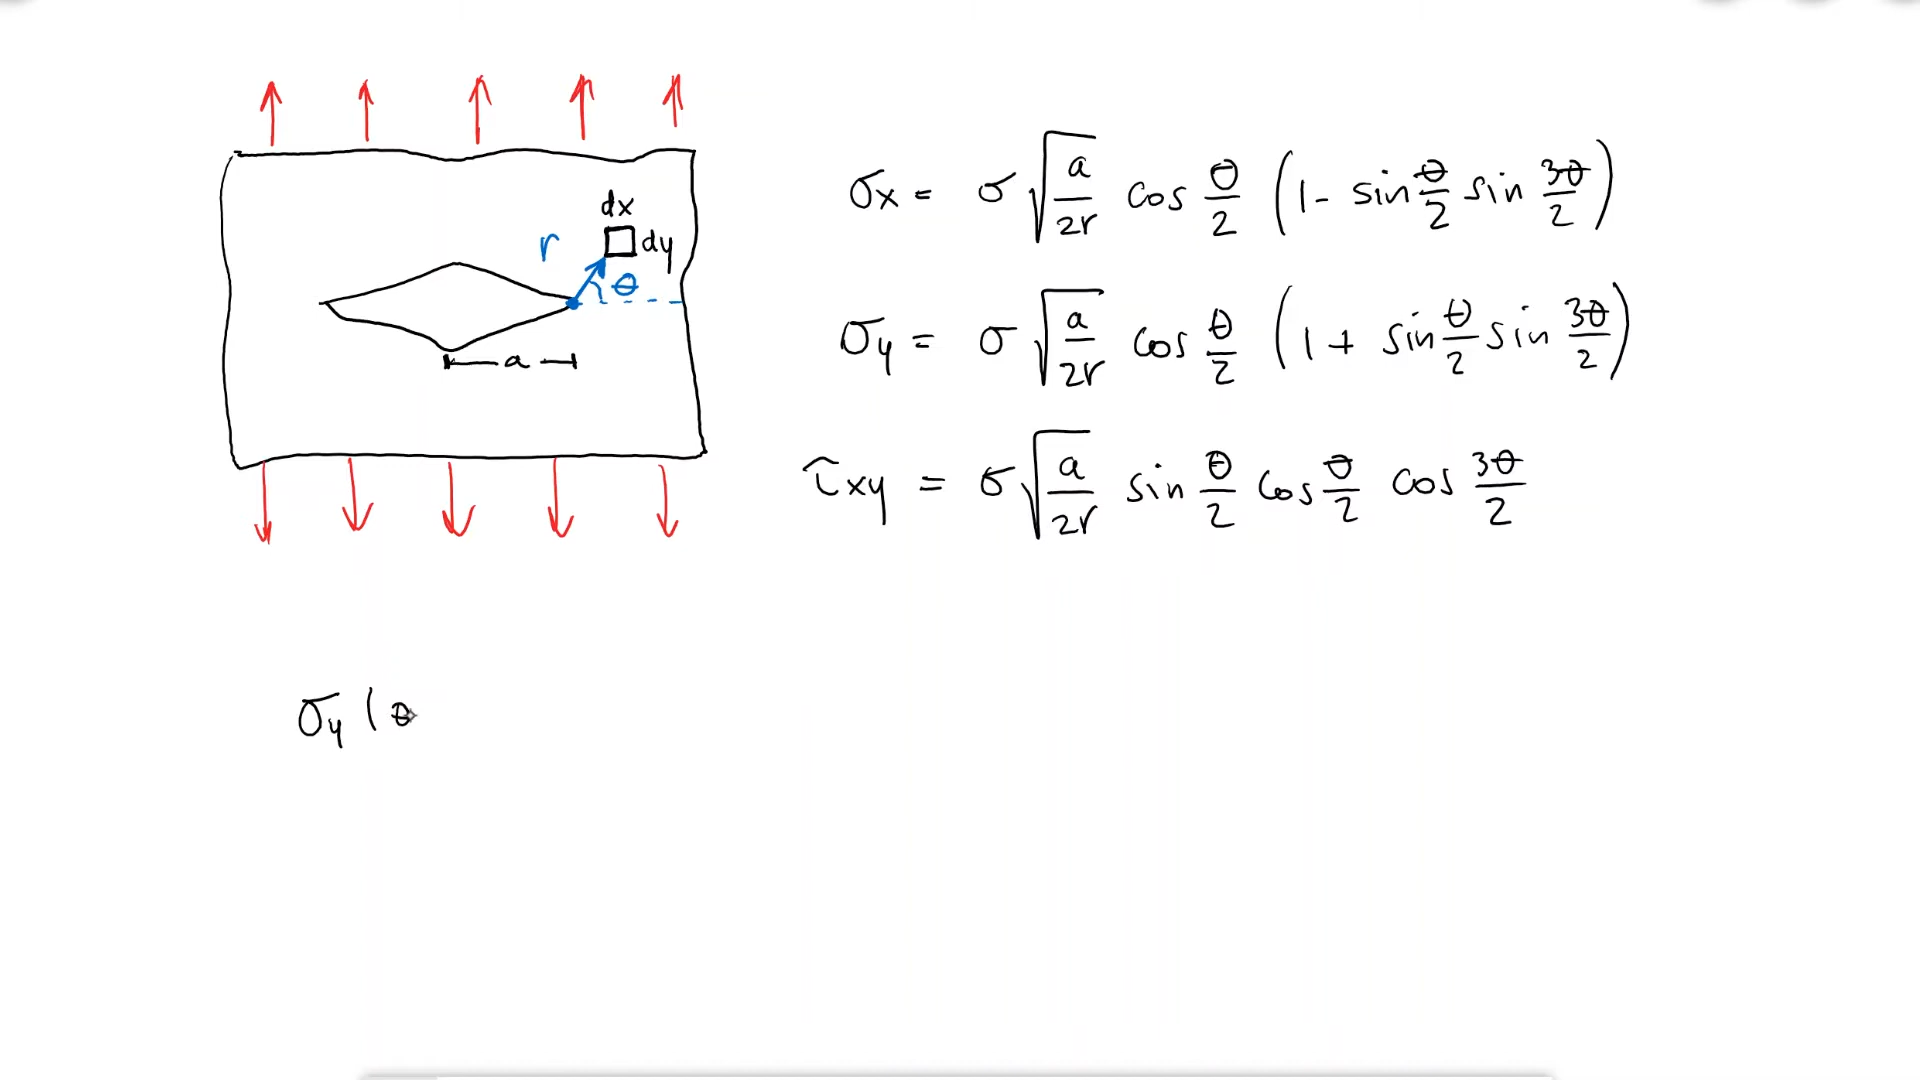 dx
r
dy
θ
a
σx = σ √(a/2r) cos θ/2 (1 - sin θ/2 sin 3θ/2)
σy = σ √(a/2r) cos θ/2 (1 + sin θ/2 sin 3θ/2)
τxy = σ √(a/2r) sin θ/2 cos θ/2 cos 3θ/2
σy (θ